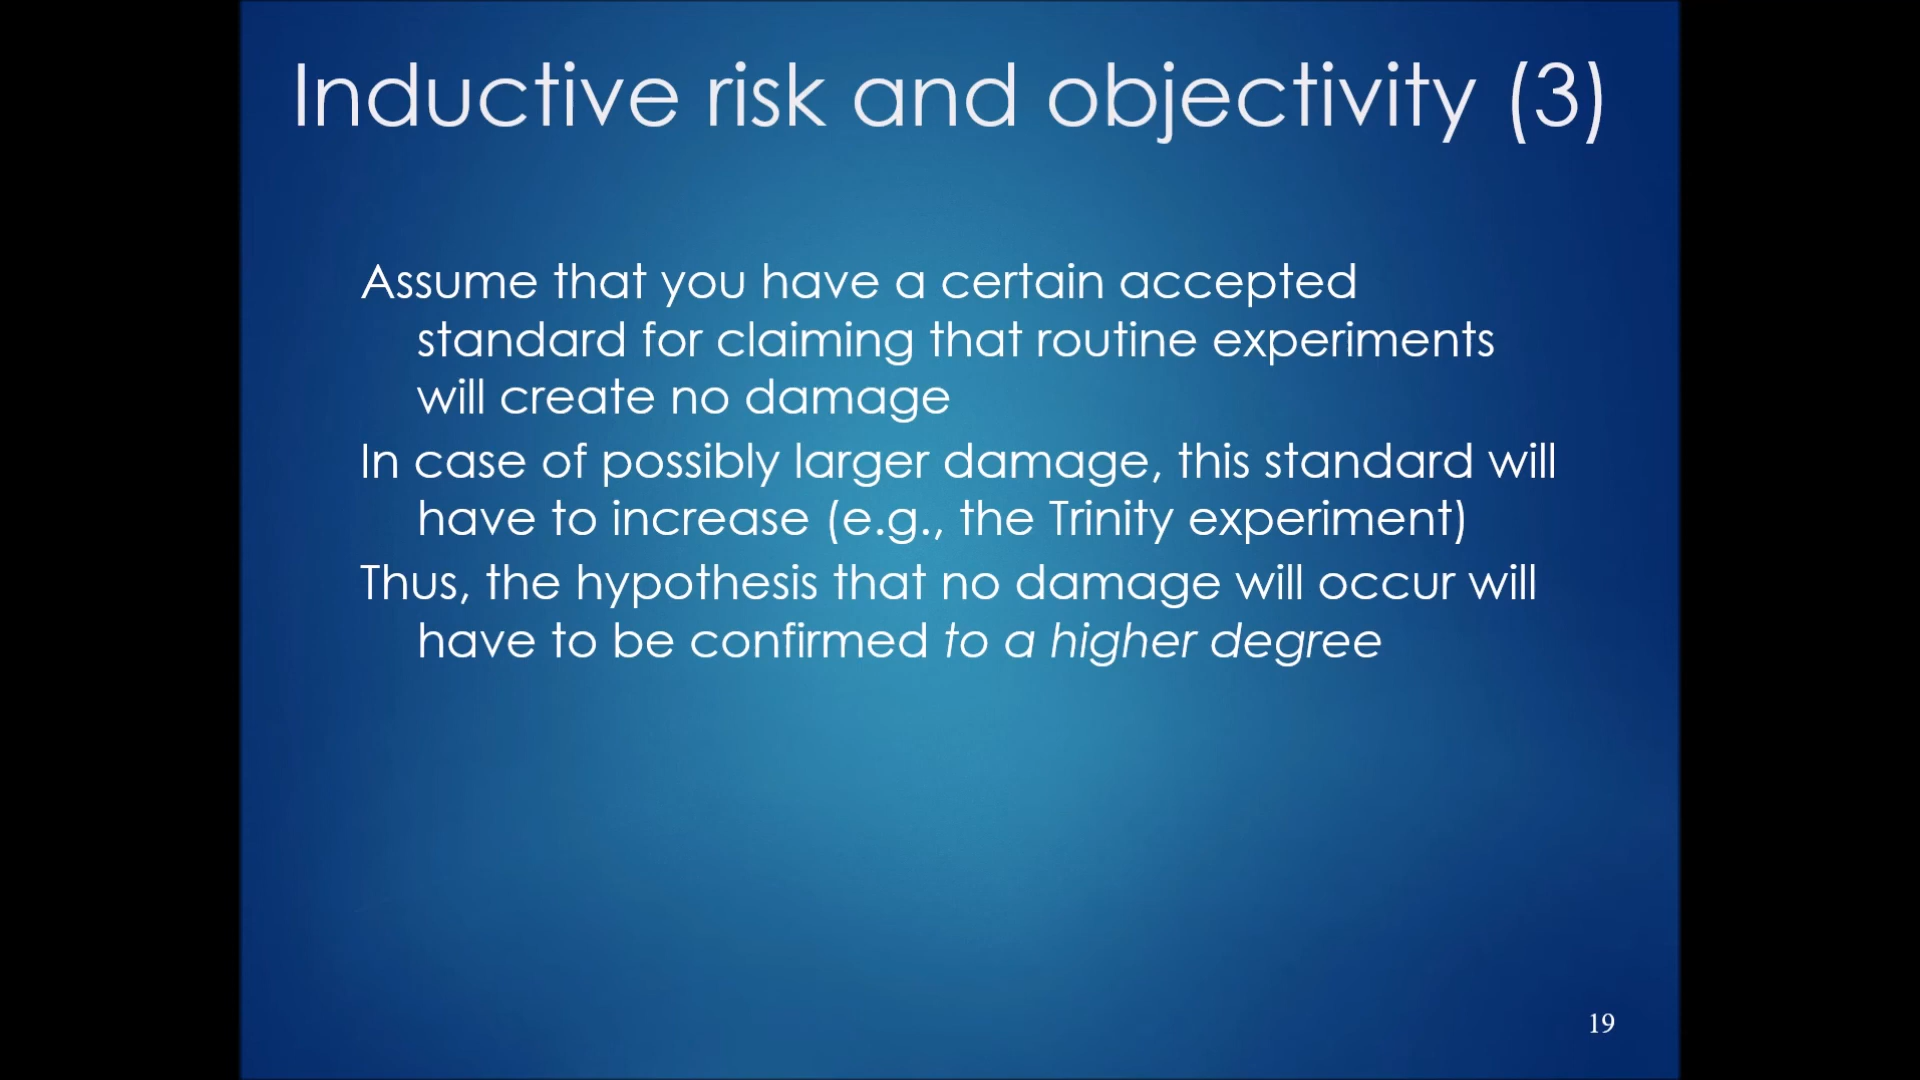 Inductive risk and objectivity (3)
Assume that you have a certain accepted
standard for claiming that routine experiments
will create no damage
In case of possibly larger damage, this standard will
have to increase (e.g., the Trinity experiment)
Thus, the hypothesis that no damage will occur will
have to be confirmed to a higher degree
19